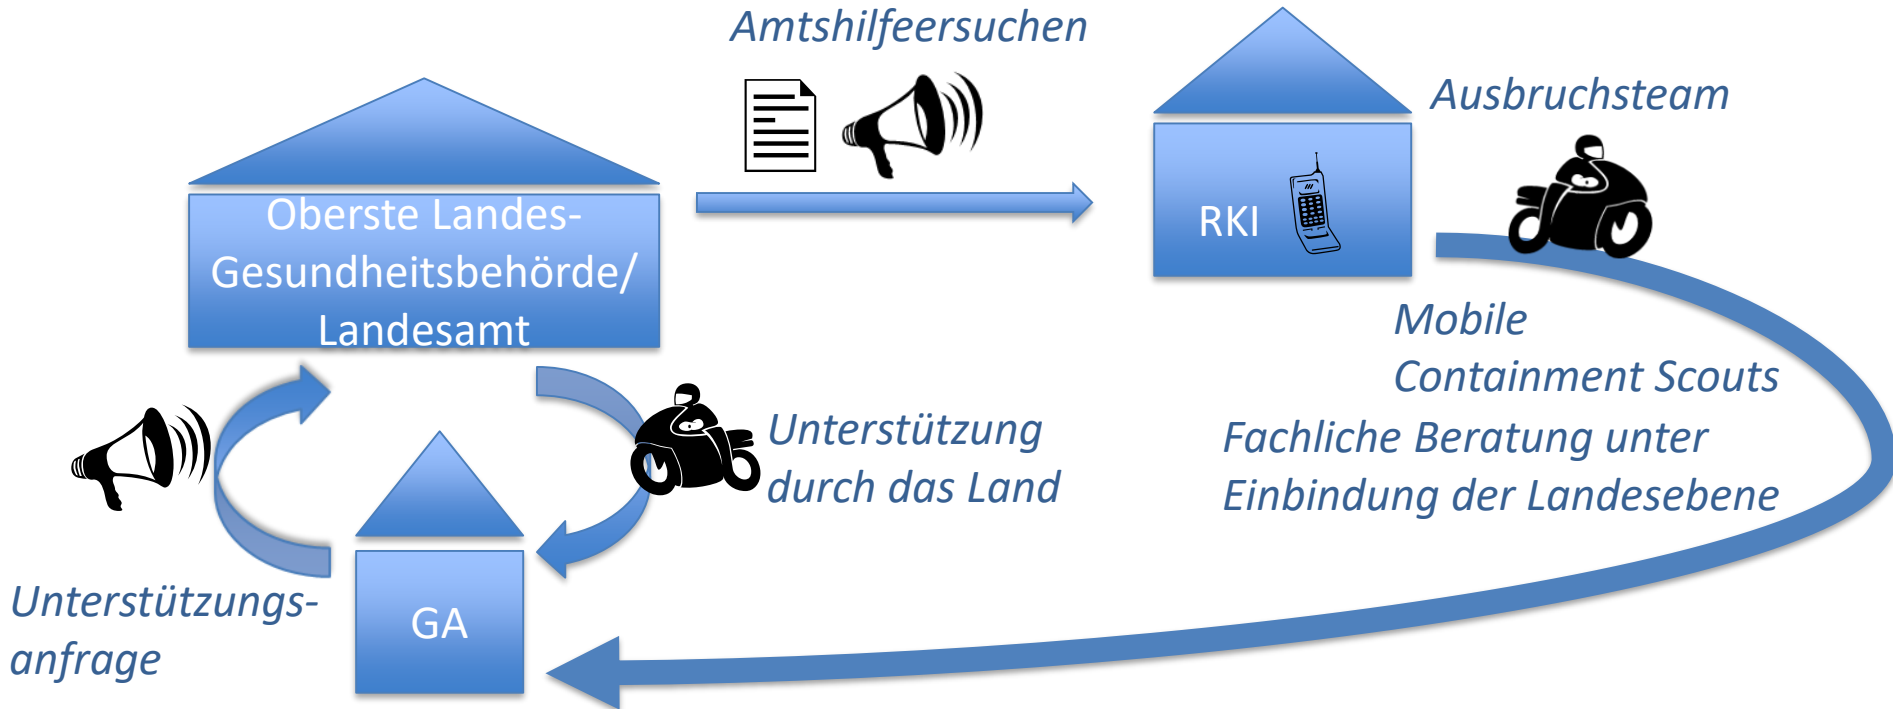 Amtshilfeersuchen
Ausbruchsteam
Oberste Landes-
Gesundheitsbehörde/
Landesamt
RKI
Mobile
Containment Scouts
Fachliche Beratung unter
Einbindung der Landesebene
Unterstützung
durch das Land
Unterstützungs-
anfrage
GA